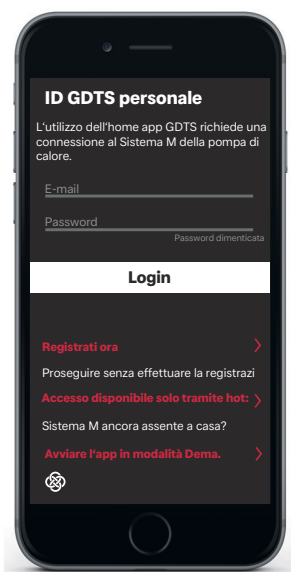 ID GDTS personale
L'utilizzo dell'home app GDTS richiede una
connessione al Sistema M della pompa di
calore.
E-mail
Password
Password dimenticata
Login
Registrati ora
Proseguire senza effettuare la registrazi
Accesso disponibile solo tramite hot:
Sistema M ancora assente a casa?
Avviare l'app in modalità Dema.